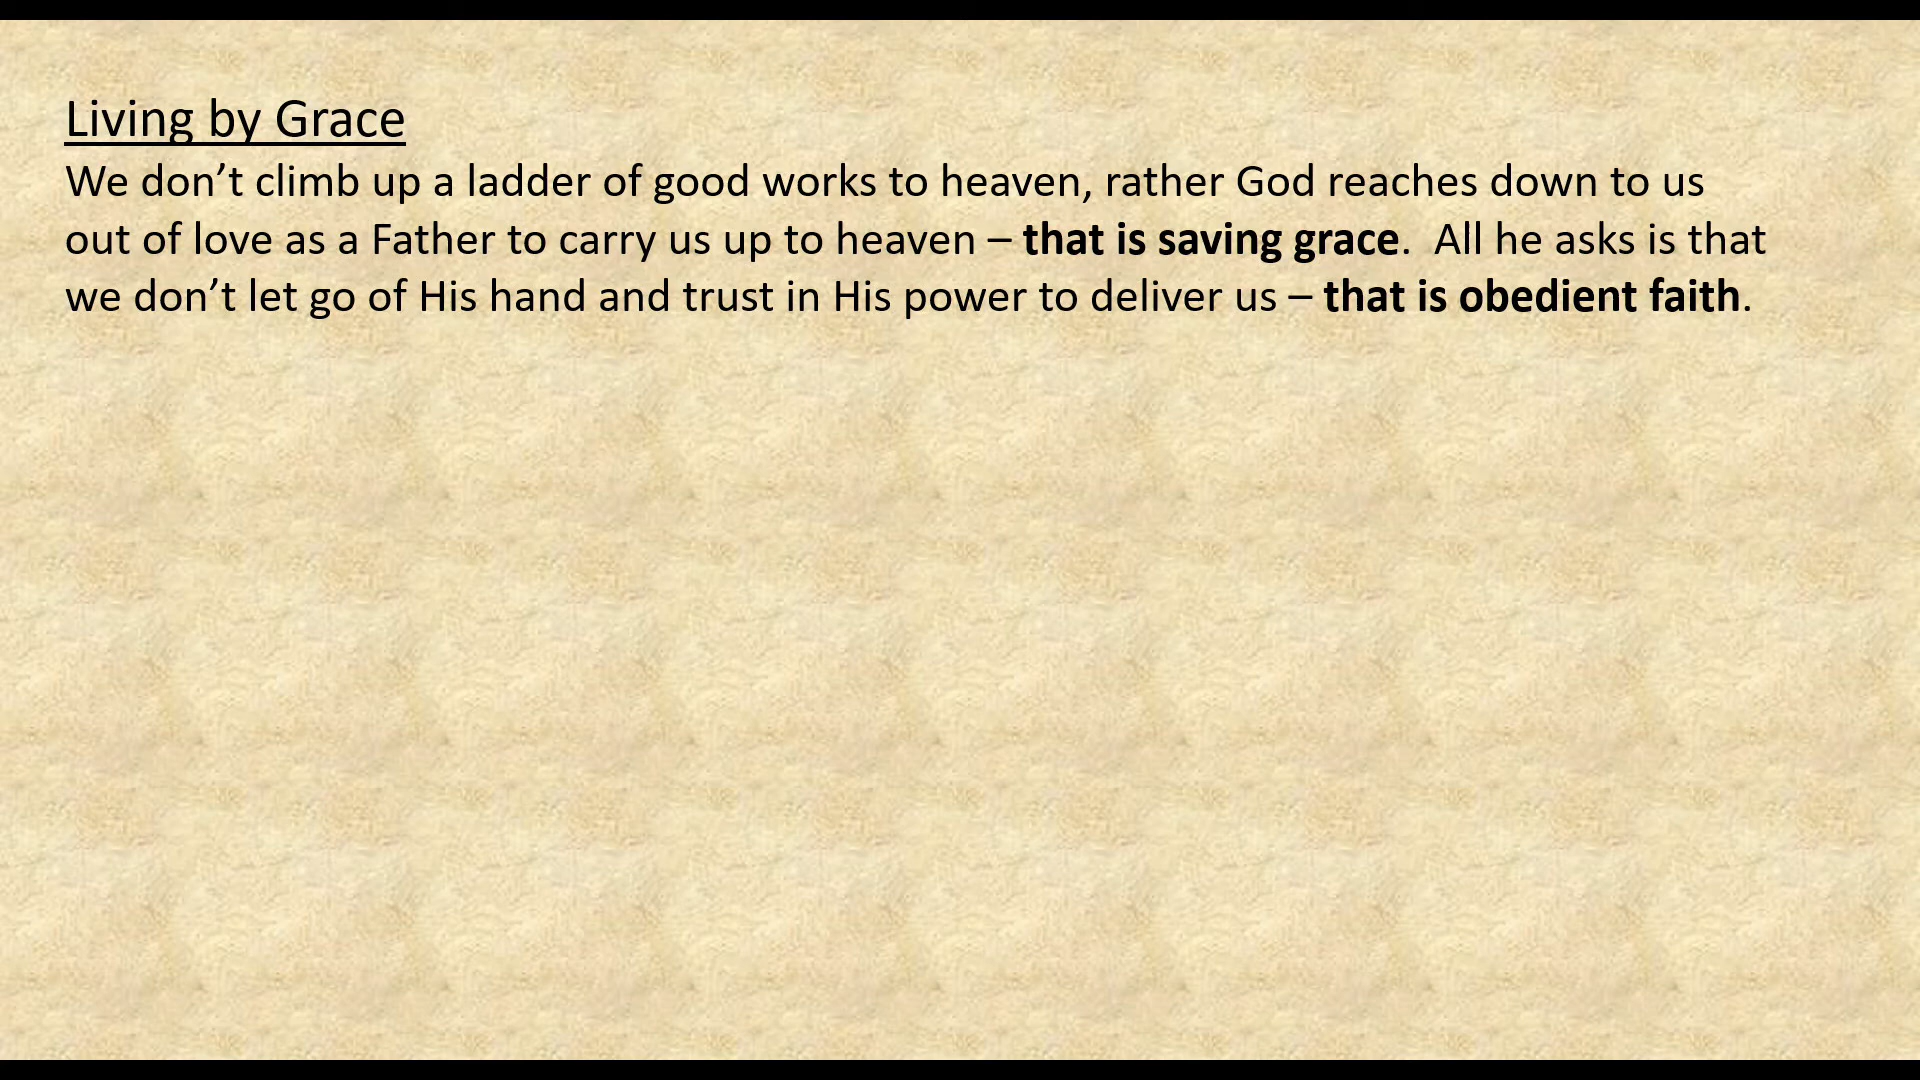 Living by Grace
We don’t climb up a ladder of good works to heaven, rather God reaches down to us
out of love as a Father to carry us up to heaven – that is saving grace.  All he asks is that
we don’t let go of His hand and trust in His power to deliver us – that is obedient faith.